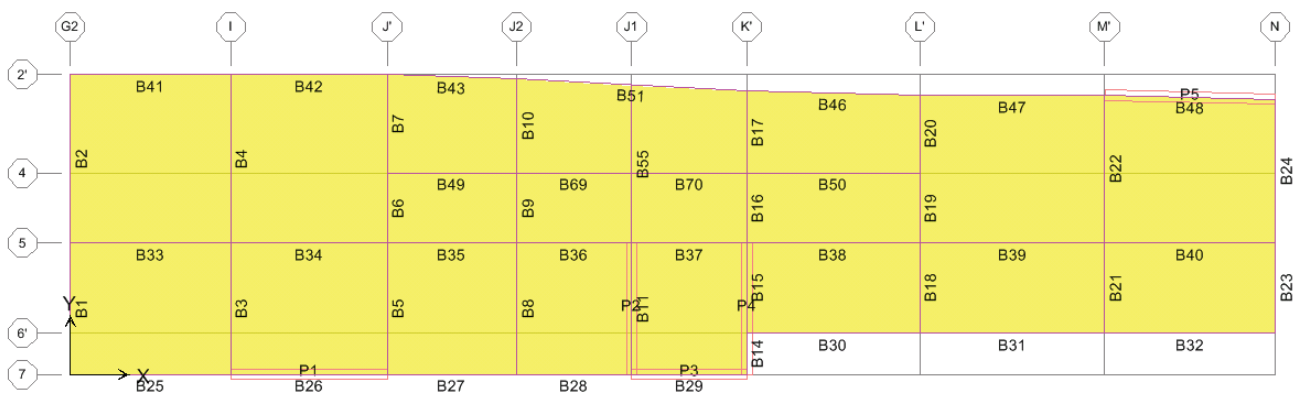 G2 I J' J2 J1 K' L' M' N
2'
B41 B42 B43 B51 B46 B47 P5
B48
B2 B4 B7 B10 B55 B17 B20 B22 B24
4
B49 B69 B70 B50
B6 B9 B16 B19
5
B33 B34 B35 B36 B37 B38 B39 B40
Y B1 B3 B5 B8 P2 B11 P4 B15 B18 B21 B23
6'
B14 B30 B31 B32
7 X P1 P3
B25 B26 B27 B28 B29